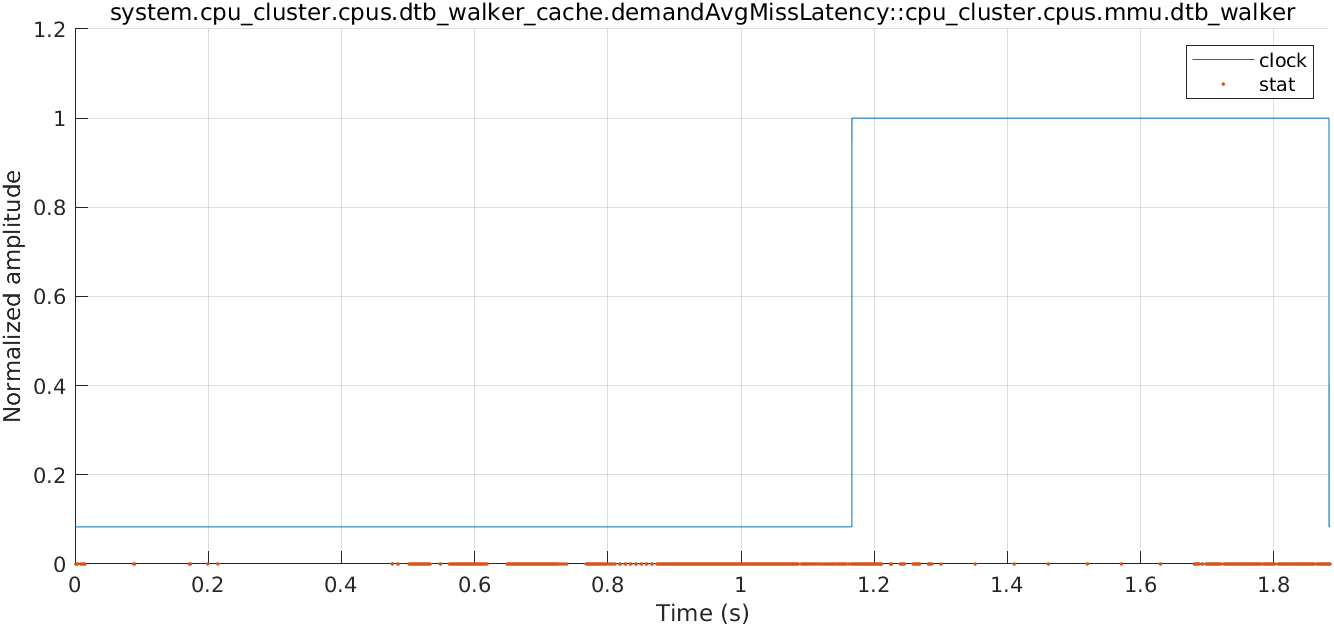 system.cpu_cluster.cpus.dtb_walker_cache.demandAvgMissLatency::cpu_cluster.cpus.mmu.dtb_walker
clock
stat
Normalized amplitude
1.2
1
0.8
0.6
0.4
0.2
0
0 0.2 0.4 0.6 0.8 1 1.2 1.4 1.6 1.8
Time (s)